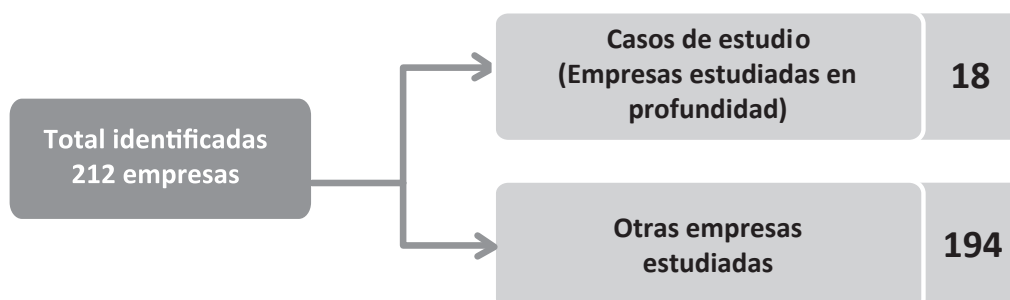 Total identificadas
212 empresas
Casos de estudio
(Empresas estudiadas en
profundidad)
18
Otras empresas
estudiadas
194